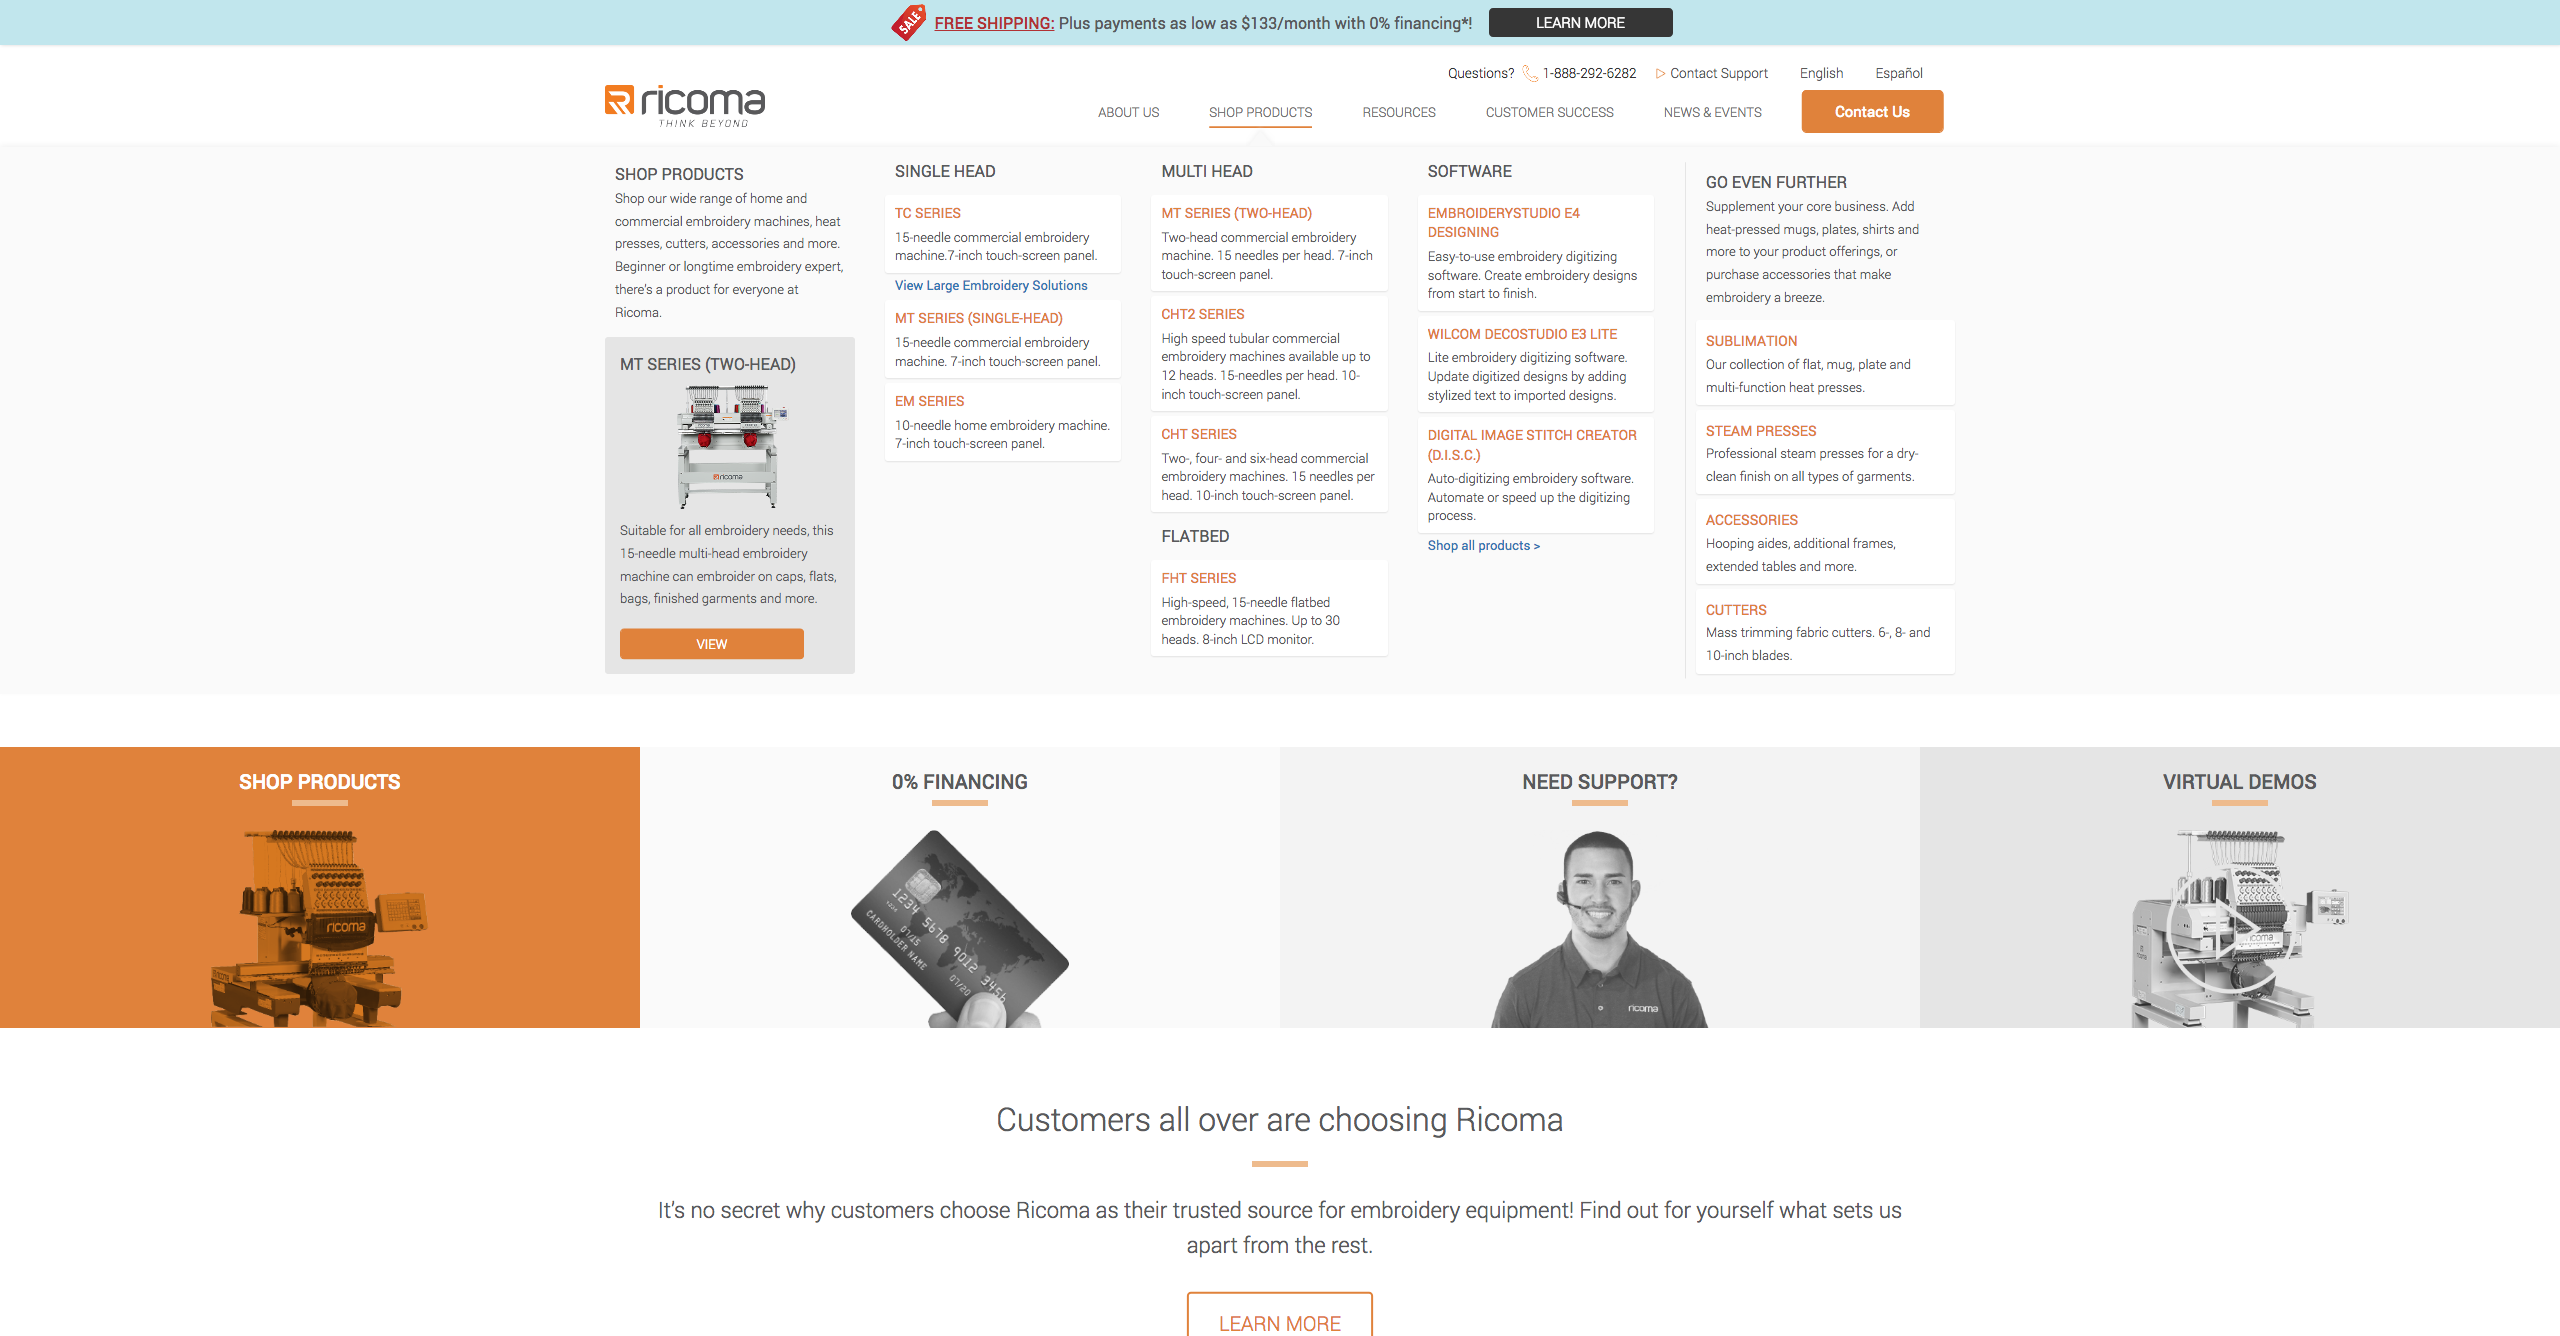 SALE
FREE SHIPPING: Plus payments as low as $133/month with 0% financing*!
LEARN MORE
Questions? 1-888-292-6282
Contact Support
English
Español
ricoma
THINK BEYOND
ABOUT US
SHOP PRODUCTS
RESOURCES
CUSTOMER SUCCESS
NEWS & EVENTS
Contact Us
SHOP PRODUCTS
Shop our wide range of home and
commercial embroidery machines, heat
presses, cutters, accessories and more.
Beginner or longtime embroidery expert,
there's a product for everyone at
Ricoma.
MT SERIES (TWO-HEAD)
ricoma
Suitable for all embroidery needs, this
15-needle multi-head embroidery
machine can embroider on caps, flats,
bags, finished garments and more.
VIEW
SINGLE HEAD
TC SERIES
15-needle commercial embroidery
machine.7-inch touch-screen panel.
View Large Embroidery Solutions
MT SERIES (SINGLE-HEAD)
15-needle commercial embroidery
machine. 7-inch touch-screen panel.
EM SERIES
10-needle home embroidery machine.
7-inch touch-screen panel.
MULTI HEAD
MT SERIES (TWO-HEAD)
Two-head commercial embroidery
machine. 15 needles per head. 7-inch
touch-screen panel.
CHT2 SERIES
High speed tubular commercial
embroidery machines available up to
12 heads. 15-needles per head. 10-
inch touch-screen panel.
CHT SERIES
Two-, four- and six-head commercial
embroidery machines. 15 needles per
head. 10-inch touch-screen panel.
FLATBED
FHT SERIES
High-speed, 15-needle flatbed
embroidery machines. Up to 30
heads. 8-inch LCD monitor.
SOFTWARE
EMBROIDERYSTUDIO E4
DESIGNING
Easy-to-use embroidery digitizing
software. Create embroidery designs
from start to finish.
WILCOM DECOSTUDIO E3 LITE
Lite embroidery digitizing software.
Update digitized designs by adding
stylized text to imported designs.
DIGITAL IMAGE STITCH CREATOR
(D.I.S.C.)
Auto-digitizing embroidery software.
Automate or speed up the digitizing
process.
Shop all products >
GO EVEN FURTHER
Supplement your core business. Add
heat-pressed mugs, plates, shirts and
more to your product offerings, or
purchase accessories that make
embroidery a breeze.
SUBLIMATION
Our collection of flat, mug, plate and
multi-function heat presses.
STEAM PRESSES
Professional steam presses for a dry-
clean finish on all types of garments.
ACCESSORIES
Hooping aides, additional frames,
extended tables and more.
CUTTERS
Mass trimming fabric cutters. 6-, 8- and
10-inch blades.
SHOP PRODUCTS
ricoma
0% FINANCING
1234 5678 9012 3456
1234
07/15
07/20
CARDHOLDER NAME
NEED SUPPORT?
ricoma
VIRTUAL DEMOS
ricoma
Customers all over are choosing Ricoma
It's no secret why customers choose Ricoma as their trusted source for embroidery equipment! Find out for yourself what sets us
apart from the rest.
LEARN MORE